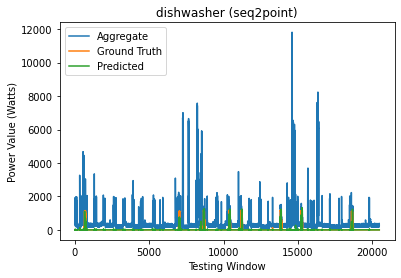 dishwasher (seq2point)
Aggregate
Ground Truth
Predicted
12000
10000
8000
6000
4000
2000
0
Power Value (Watts)
0 5000 10000 15000 20000
Testing Window